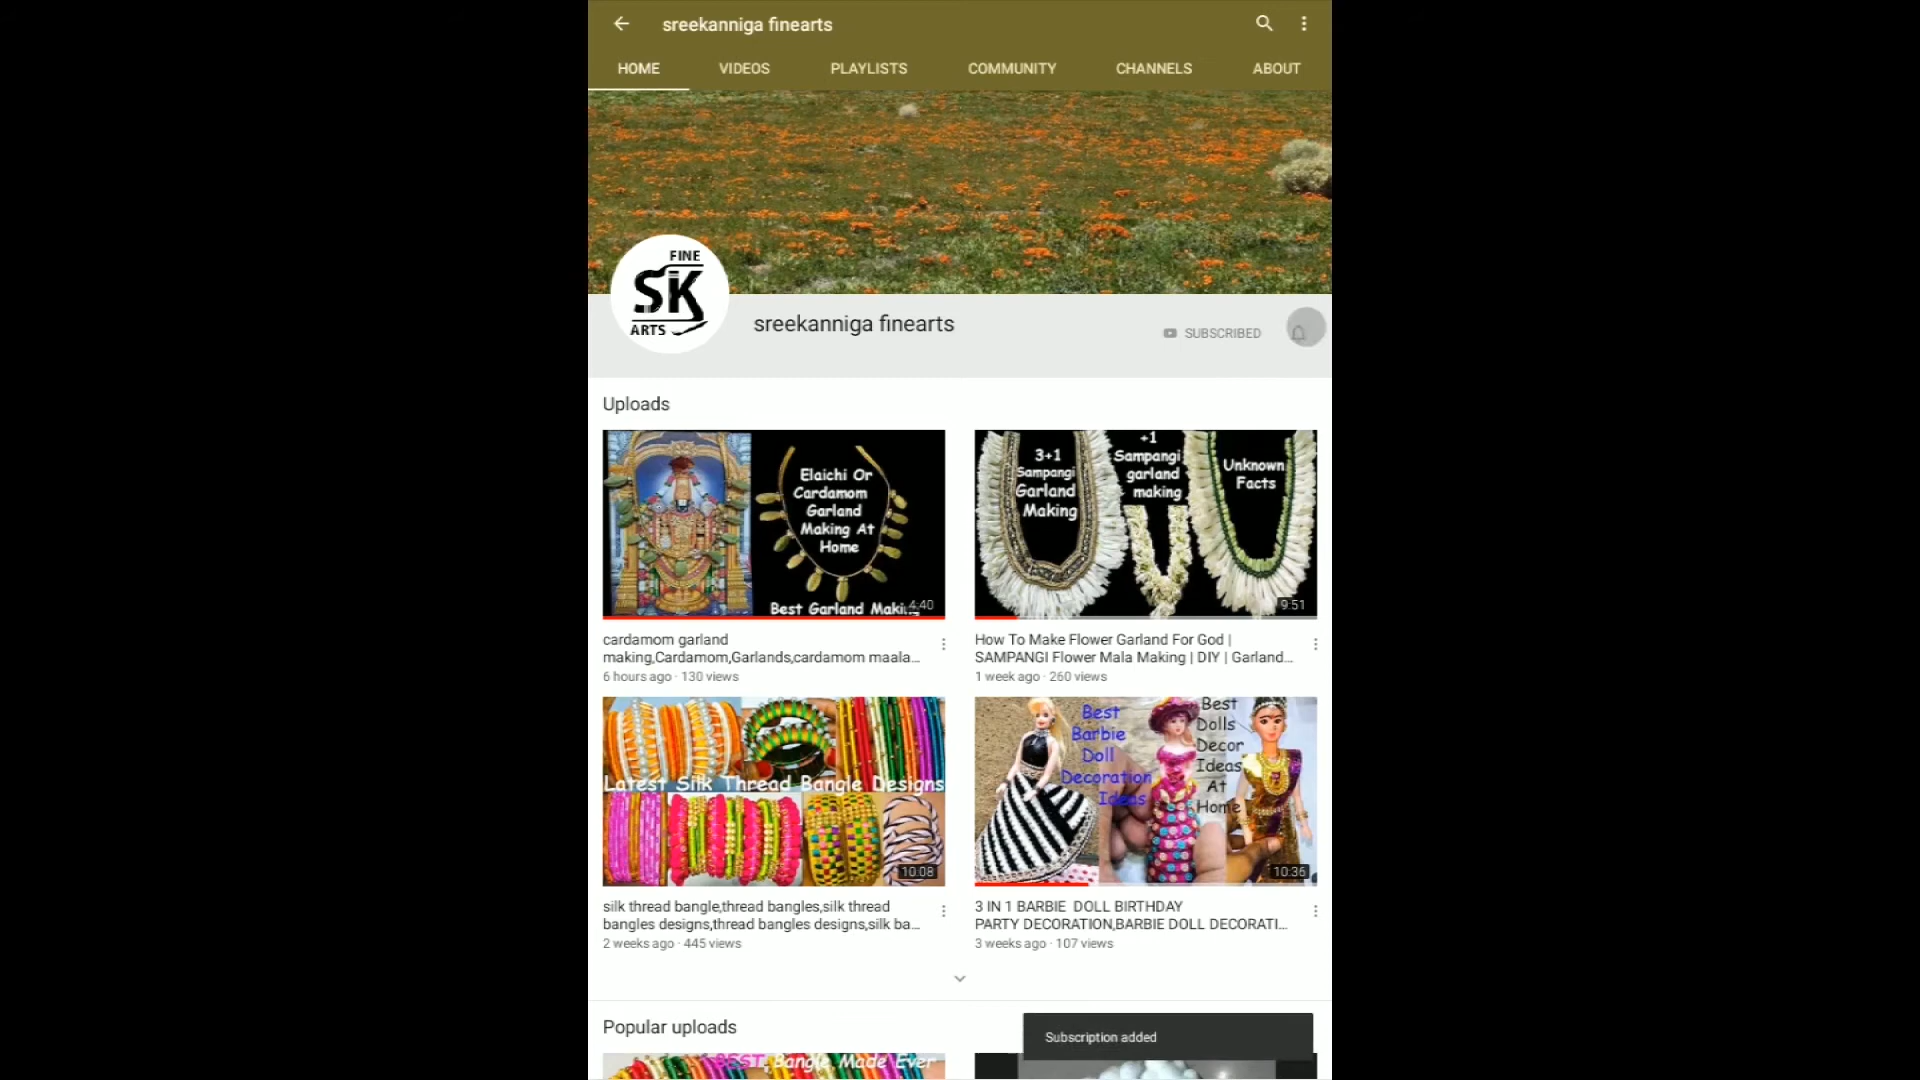 sreekanniga finearts
HOME VIDEOS PLAYLISTS COMMUNITY CHANNELS ABOUT
FINE
SK
ARTS
sreekanniga finearts
SUBSCRIBED
Uploads
Elaichi Or
Cardamom
Garland
Making At
Home
Best Garland Making
4:40
3+1
Sampangi
Garland
Making
+1
Sampangi
garland
making
Unknown
Facts
9:51
cardamom garland
making,Cardamom,Garlands,cardamom maala...
6 hours ago · 130 views
How To Make Flower Garland For God |
SAMPANGI Flower Mala Making | DIY | Garland...
1 week ago · 260 views
Latest Silk Thread Bangle Designs
10:08
Best
Barbie
Doll
Decoration
Ideas
Best
Dolls
Decor
Ideas
At
Home
10:36
silk thread bangle,thread bangles,silk thread
bangles designs,thread bangles designs,silk ba...
2 weeks ago · 445 views
3 IN 1 BARBIE DOLL BIRTHDAY
PARTY DECORATION,BARBIE DOLL DECORATI...
3 weeks ago · 107 views
Popular uploads
Subscription added
BEST Bangle Made Ever